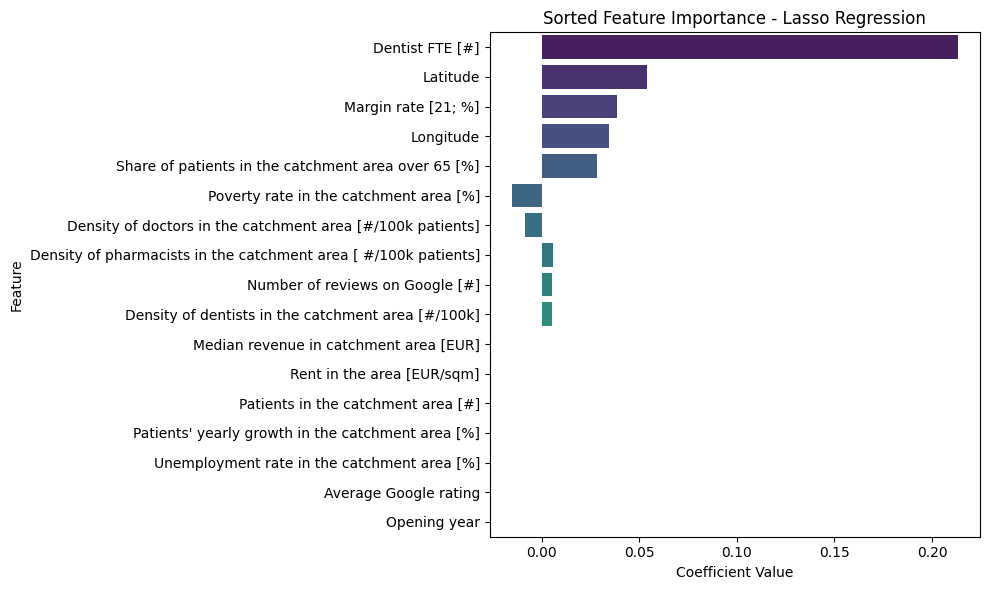 Sorted Feature Importance - Lasso Regression
Feature
Dentist FTE [#]
Latitude
Margin rate [21; %]
Longitude
Share of patients in the catchment area over 65 [%]
Poverty rate in the catchment area [%]
Density of doctors in the catchment area [#/100k patients]
Density of pharmacists in the catchment area [ #/100k patients]
Number of reviews on Google [#]
Density of dentists in the catchment area [#/100k]
Median revenue in catchment area [EUR]
Rent in the area [EUR/sqm]
Patients in the catchment area [#]
Patients' yearly growth in the catchment area [%]
Unemployment rate in the catchment area [%]
Average Google rating
Opening year
0.00 0.05 0.10 0.15 0.20
Coefficient Value